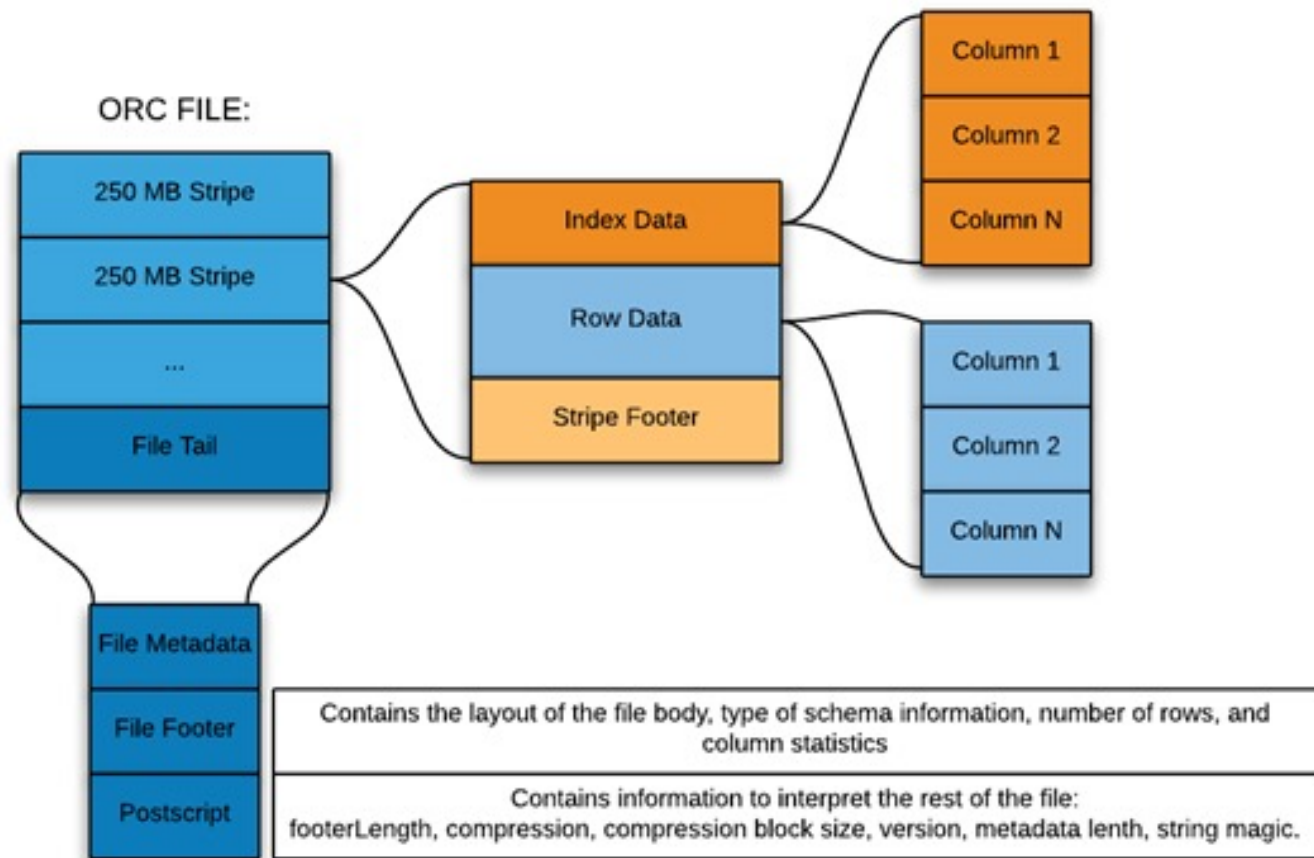 ORC FILE:
250 MB Stripe
250 MB Stripe
...
File Tail
Index Data
Row Data
Stripe Footer
Column 1
Column 2
Column N
Column 1
Column 2
Column N
File Metadada
File Footer
Postscript
Contains the layout of the file body, type of schema information, number of rows, and
column statistics
Contains information to interpret the rest of the file:
footerLength, compression, compression block size, version, metadata lenth, string magic.